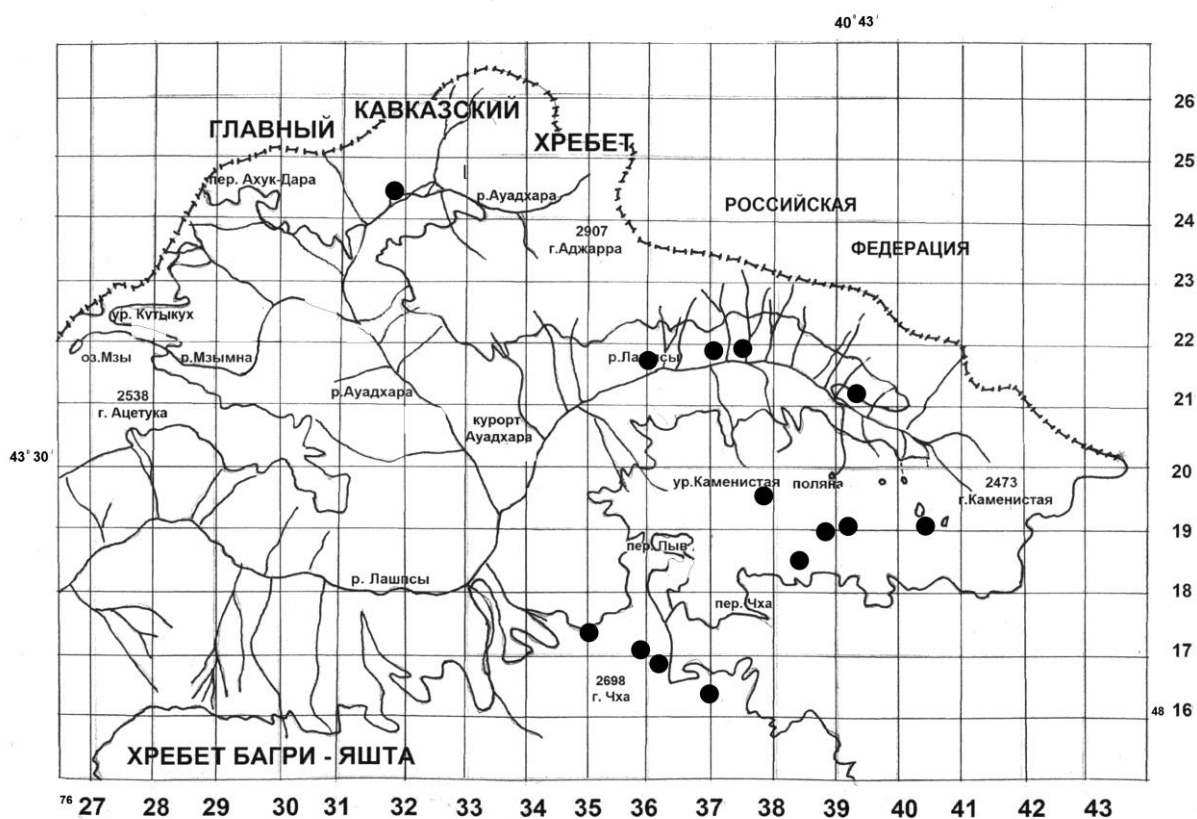 40°43'
26
КАВКАЗСКИЙ
ГЛАВНЫЙ
ХРЕБЕТ
25
пер. Ахук-Дара
р.Ауадхара
РОССИЙСКАЯ
24
2907
г.Аджарра
ФЕДЕРАЦИЯ
23
ур. Кутыкух
22
оз.Мзы
р.Мзымна
р.Лашпсы
2538
г. Ацетука
р.Ауадхара
21
курорт
Ауадхара
43°30'
20
ур.Каменистая поляна
2473
г.Каменистая
19
пер. Пыв
р. Лашпсы
пер.Чха
18
17
2698
г. Чха
48 16
ХРЕБЕТ БАГРИ - ЯШТА
76 27 28 29 30 31 32 33 34 35 36 37 38 39 40 41 42 43